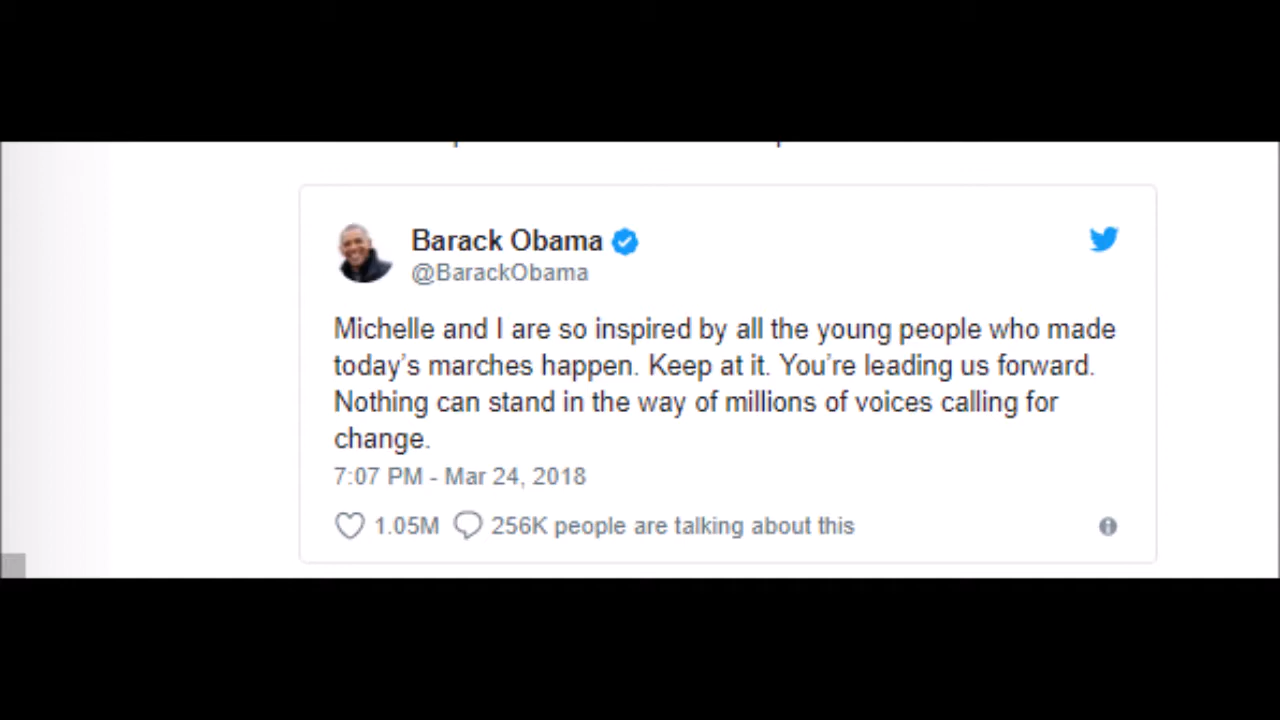 Barack Obama
@BarackObama
Michelle and I are so inspired by all the young people who made
today’s marches happen. Keep at it. You’re leading us forward.
Nothing can stand in the way of millions of voices calling for
change.
7:07 PM - Mar 24, 2018
1.05M 256K people are talking about this